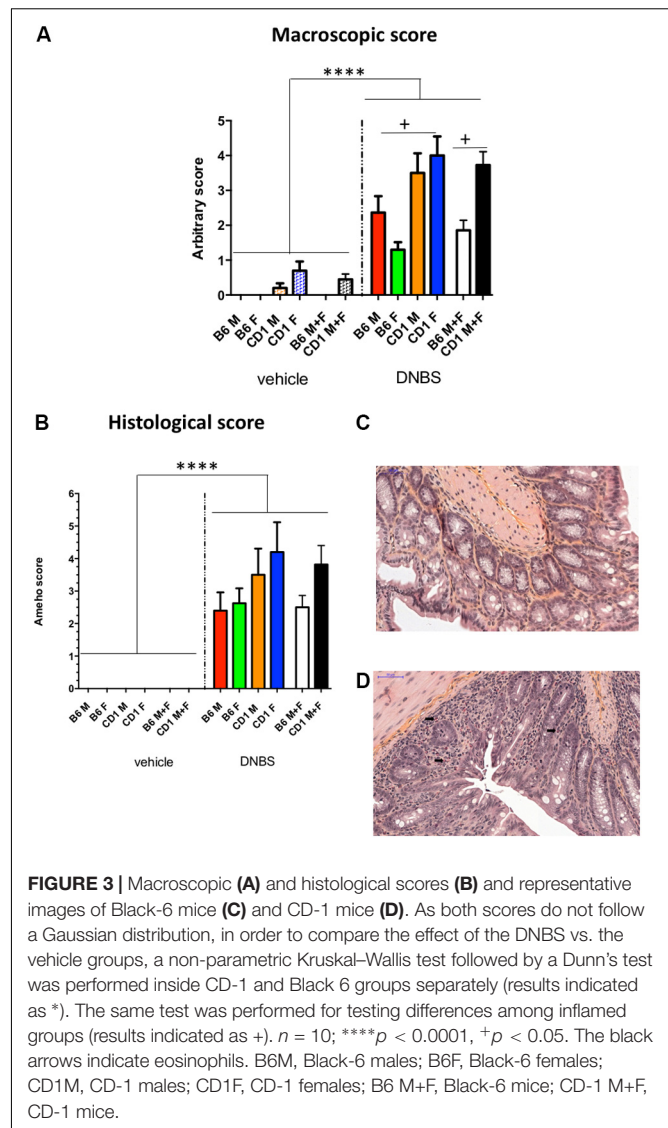 A
Macroscopic score
****
+
+
Arbitrary score
5
4
3
2
1
0
B6 M
B6 F
CD1 M
CD1 F
B6 M+F
CD1 M+F
B6 M
B6 F
CD1 M
CD1 F
B6 M+F
CD1 M+F
vehicle
DNBS
B
Histological score
****
Ameho score
6
5
4
3
2
1
0
B6 M
B6 F
CD1 M
CD1 F
B6 M+F
CD1 M+F
B6 M
B6 F
CD1 M
CD1 F
B6 M+F
CD1 M+F
vehicle
DNBS
C
D
FIGURE 3 | Macroscopic (A) and histological scores (B) and representative
images of Black-6 mice (C) and CD-1 mice (D). As both scores do not follow
a Gaussian distribution, in order to compare the effect of the DNBS vs. the
vehicle groups, a non-parametric Kruskal–Wallis test followed by a Dunn's test
was performed inside CD-1 and Black 6 groups separately (results indicated
as *). The same test was performed for testing differences among inflamed
groups (results indicated as +). n = 10; ****p < 0.0001, +p < 0.05. The black
arrows indicate eosinophils. B6M, Black-6 males; B6F, Black-6 females;
CD1M, CD-1 males; CD1F, CD-1 females; B6 M+F, Black-6 mice; CD-1 M+F,
CD-1 mice.